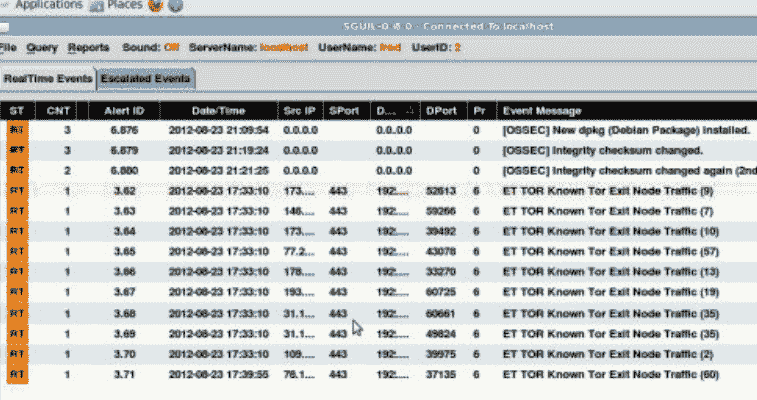 Applications Places
SGUIL-0.8.0 - Connected To localhost
File Query Reports Sound: Off ServerName: localhost UserName: fred UserID: 2
RealTime Events Escalated Events
ST CNT Alert ID Date/Time Src IP SPort D... DPort Pr Event Message
RT 3 6.876 2012-08-23 21:09:54 0.0.0.0 0.0.0.0 0 [OSSEC] New dpkg (Debian Package) installed.
RT 3 6.879 2012-08-23 21:19:24 0.0.0.0 0.0.0.0 0 [OSSEC] Integrity checksum changed.
RT 2 6.880 2012-08-23 21:21:25 0.0.0.0 0.0.0.0 0 [OSSEC] Integrity checksum changed again (2nd
RT 1 3.62 2012-08-23 17:33:10 173.... 443 192.... 52613 6 ET TOR Known Tor Exit Node Traffic (9)
RT 1 3.63 2012-08-23 17:33:10 146.... 443 192.... 59266 6 ET TOR Known Tor Exit Node Traffic (7)
RT 1 3.64 2012-08-23 17:33:10 173.... 443 192.... 39492 6 ET TOR Known Tor Exit Node Traffic (10)
RT 1 3.65 2012-08-23 17:33:10 77.2... 443 192.... 43078 6 ET TOR Known Tor Exit Node Traffic (57)
RT 1 3.66 2012-08-23 17:33:10 178.... 443 192.... 33270 6 ET TOR Known Tor Exit Node Traffic (13)
RT 1 3.67 2012-08-23 17:33:10 193.... 443 192.... 60725 6 ET TOR Known Tor Exit Node Traffic (19)
RT 1 3.68 2012-08-23 17:33:10 31.1... 443 192.... 60661 6 ET TOR Known Tor Exit Node Traffic (35)
RT 1 3.69 2012-08-23 17:33:10 31.1... 443 192.... 49824 6 ET TOR Known Tor Exit Node Traffic (35)
RT 1 3.70 2012-08-23 17:33:10 109.... 443 192.... 39975 6 ET TOR Known Tor Exit Node Traffic (2)
RT 1 3.71 2012-08-23 17:39:55 76.1... 443 192.... 37135 6 ET TOR Known Tor Exit Node Traffic (60)